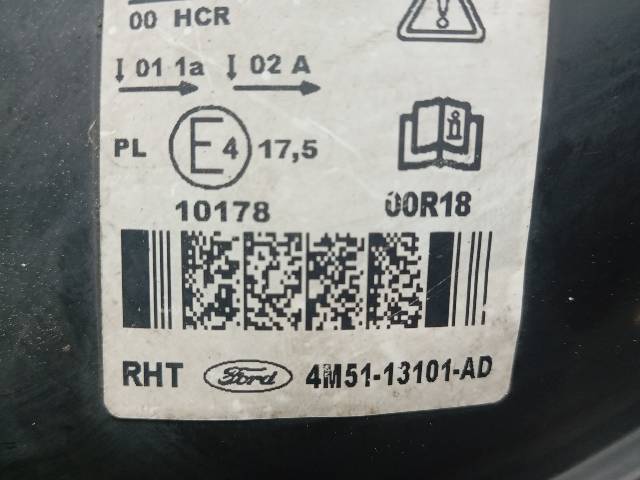 00 HCR
01 1a 02 A
PL E4 17,5
10178 00R18
RHT Ford 4M51-13101-AD